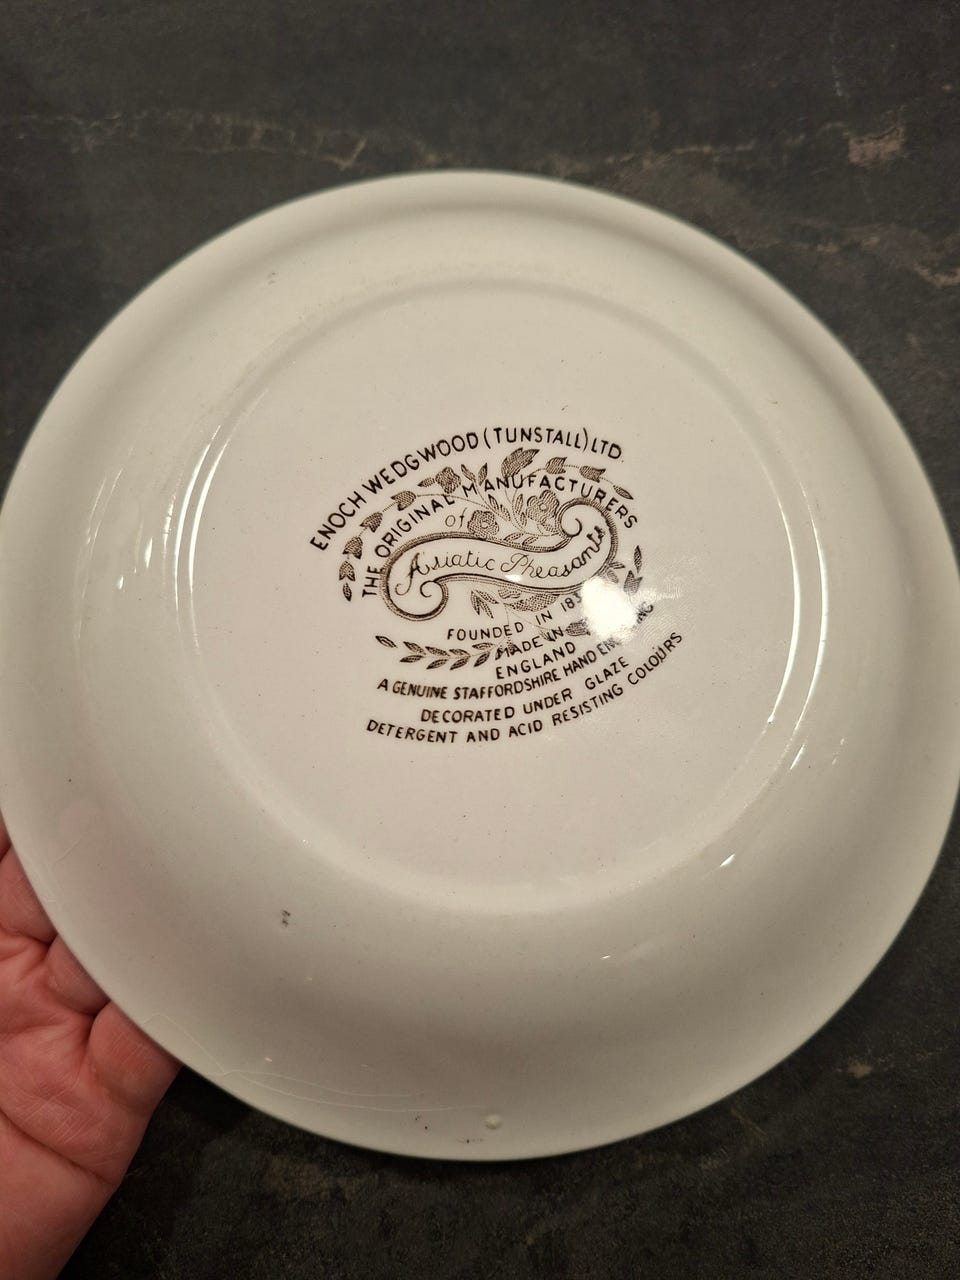 ENOCH WEDGWOOD (TUNSTALL) LTD.
THE ORIGINAL MANUFACTURERS
of
Asiatic Pheasants
FOUNDED IN
MADE IN
ENGLAND
A GENUINE STAFFORDSHIRE HAND
DECORATED UNDER GLAZE
DETERGENT AND ACID RESISTING COLOURS